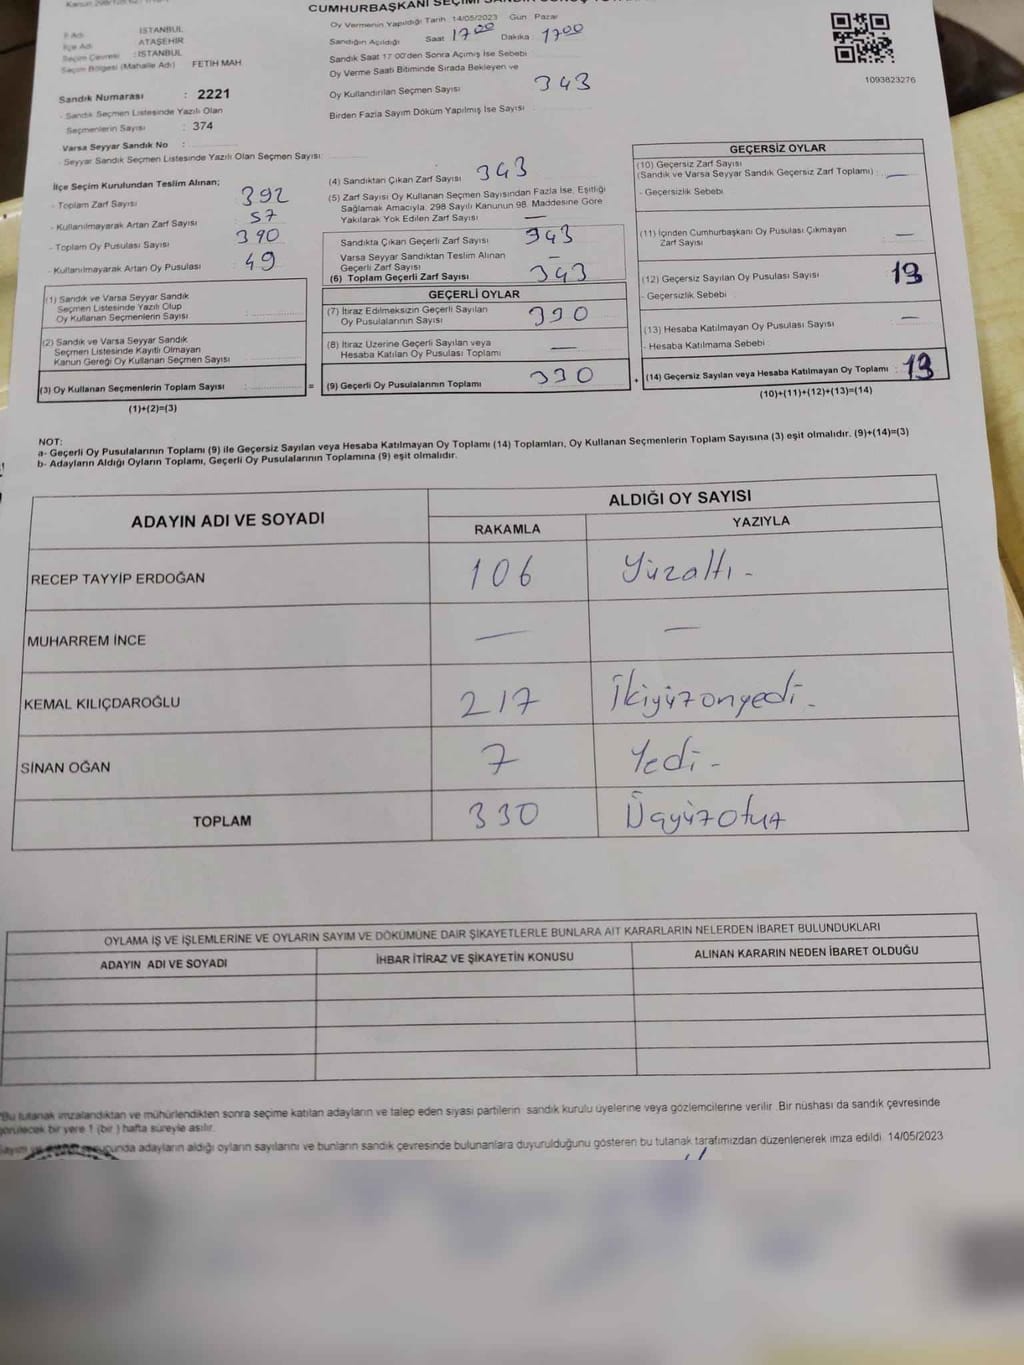 CUMHURBAŞKANI SEÇİMİ SANDIK
İl Adı : İSTANBUL
İlçe Adı : ATAŞEHİR
Seçim Çevresi : İSTANBUL
Seçim Bölgesi (Mahalle Adı) FETİH MAH.
Sandık Numarası : 2221
- Sandık Seçmen Listesinde Yazılı Olan
Seçmenlerin Sayısı : 374
Varsa Seyyar Sandık No :
- Seyyar Sandık Seçmen Listesinde Yazılı Olan Seçmen Sayısı:
Oy Vermenin Yapıldığı Tarih : 14/05/2023 Gün : Pazar
Sandığın Açıldığı Saat 17 00 Dakika : 17 00
Sandık Saat 17:00'den Sonra Açımış İse Sebebi
Oy Verme Saati Bitiminde Sırada Bekleyen ve
Oy Kullandırılan Seçmen Sayısı 343
Birden Fazla Sayım Döküm Yapılmış İse Sayısı
1093823276
İlçe Seçim Kurulundan Teslim Alınan;
- Toplam Zarf Sayısı 392
- Kullanılmayarak Artan Zarf Sayısı 57
- Toplam Oy Pusulası Sayısı 390
- Kullanılmayarak Artan Oy Pusulası 49
(1) Sandık ve Varsa Seyyar Sandık
Seçmen Listesinde Yazılı Olup
Oy Kullanan Seçmenlerin Sayısı :
(2) Sandık ve Varsa Seyyar Sandık
Seçmen Listesinde Kayıtlı Olmayan
Kanun Gereği Oy Kullanan Seçmen Sayısı :
(3) Oy Kullanan Seçmenlerin Toplam Sayısı :
(1)+(2)=(3)
=
(4) Sandıktan Çıkan Zarf Sayısı : 343
(5) Zarf Sayısı Oy Kullanan Seçmen Sayısından Fazla İse, Eşitliği
Sağlamak Amacıyla, 298 Sayılı Kanunun 98. Maddesine Göre
Yakılarak Yok Edilen Zarf Sayısı : —
Sandıkta Çıkan Geçerli Zarf Sayısı 343
Varsa Seyyar Sandıktan Teslim Alınan
Geçerli Zarf Sayısı —
(6) Toplam Geçerli Zarf Sayısı 343
GEÇERLİ OYLAR
(7) İtiraz Edilmeksizin Geçerli Sayılan
Oy Pusulalarının Sayısı : 330
(8) İtiraz Üzerine Geçerli Sayılan veya
Hesaba Katılan Oy Pusulası Toplamı : —
(9) Geçerli Oy Pusulalarının Toplamı : 330
+
GEÇERSİZ OYLAR
(10) Geçersiz Zarf Sayısı
(Sandık ve Varsa Seyyar Sandık Geçersiz Zarf Toplamı) : —
- Geçersizlik Sebebi
(11) İçinden Cumhurbaşkanı Oy Pusulası Çıkmayan
Zarf Sayısı —
(12) Geçersiz Sayılan Oy Pusulası Sayısı 13
- Geçersizlik Sebebi
(13) Hesaba Katılmayan Oy Pusulası Sayısı —
- Hesaba Katılmama Sebebi
(14) Geçersiz Sayılan veya Hesaba Katılmayan Oy Toplamı : 13
(10)+(11)+(12)+(13)=(14)
NOT:
a- Geçerli Oy Pusulalarının Toplamı (9) ile Geçersiz Sayılan veya Hesaba Katılmayan Oy Toplamı (14) Toplamları, Oy Kullanan Seçmenlerin Toplam Sayısına (3) eşit olmalıdır. (9)+(14)=(3)
b- Adayların Aldığı Oyların Toplamı, Geçerli Oy Pusulalarının Toplamına (9) eşit olmalıdır.
ADAYIN ADI VE SOYADI
ALDIĞI OY SAYISI
RAKAMLA YAZIYLA
RECEP TAYYİP ERDOĞAN 106 Yüzaltı -
MUHARREM İNCE — —
KEMAL KILIÇDAROĞLU 217 İkiyüzonyedi -
SİNAN OĞAN 7 Yedi -
TOPLAM 330 Üçyüzotuz
OYLAMA İŞ VE İŞLEMLERİNE VE OYLARIN SAYIM VE DÖKÜMÜNE DAİR ŞİKAYETLERLE BUNLARA AİT KARARLARIN NELERDEN İBARET BULUNDUKLARI
ADAYIN ADI VE SOYADI İHBAR İTİRAZ VE ŞİKAYETİN KONUSU ALINAN KARARIN NEDEN İBARET OLDUĞU
*Bu tutanak imzalandıktan ve mühürlendikten sonra seçime katılan adayların ve talep eden siyasi partilerin sandık kurulu üyelerine veya gözlemcilerine verilir. Bir nüshası da sandık çevresinde
görülecek bir yere 1 (bir ) hafta süreyle asılır.
adayların aldığı oyların sayılarını ve bunların sandık çevresinde bulunanlara duyurulduğunu gösteren bu tutanak tarafımızdan düzenlenerek imza edildi. 14/05/2023